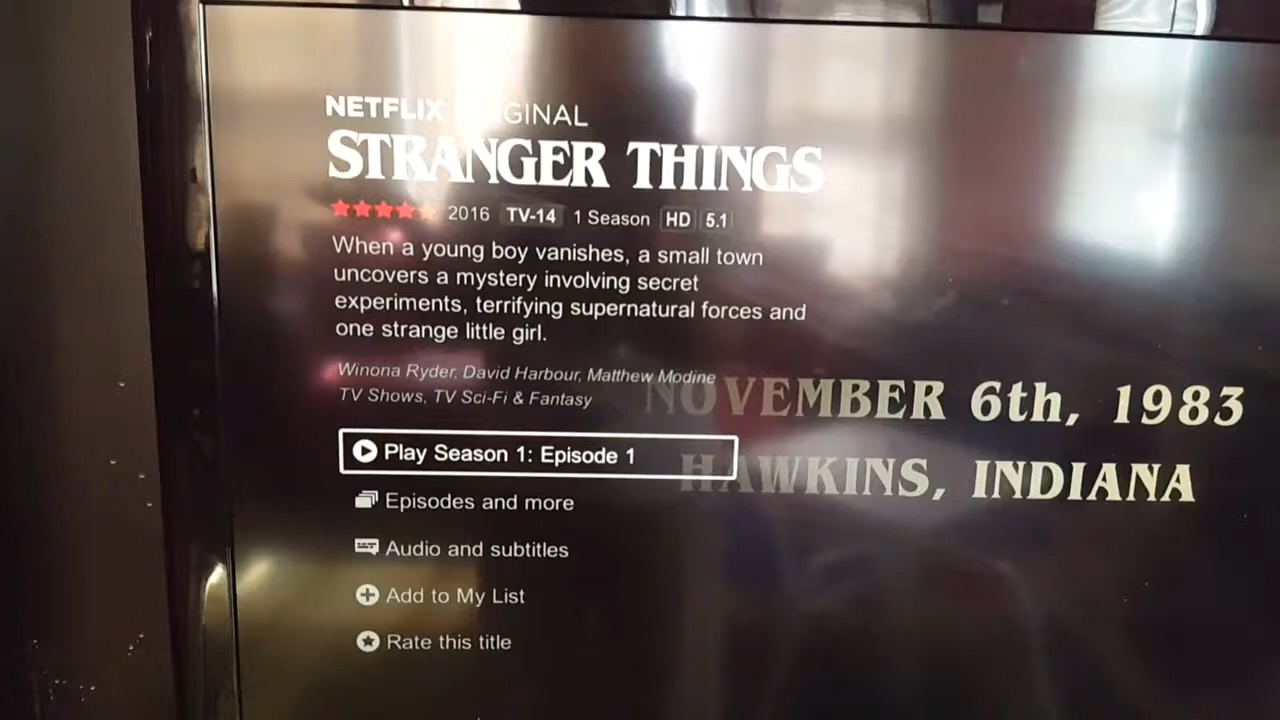 NETFLIX ORIGINAL
STRANGER THINGS
2016 TV-14 1 Season HD 5.1
When a young boy vanishes, a small town
uncovers a mystery involving secret
experiments, terrifying supernatural forces and
one strange little girl.
Winona Ryder, David Harbour, Matthew Modine
TV Shows, TV Sci-Fi & Fantasy
NOVEMBER 6th, 1983
HAWKINS, INDIANA
Play Season 1: Episode 1
Episodes and more
Audio and subtitles
Add to My List
Rate this title